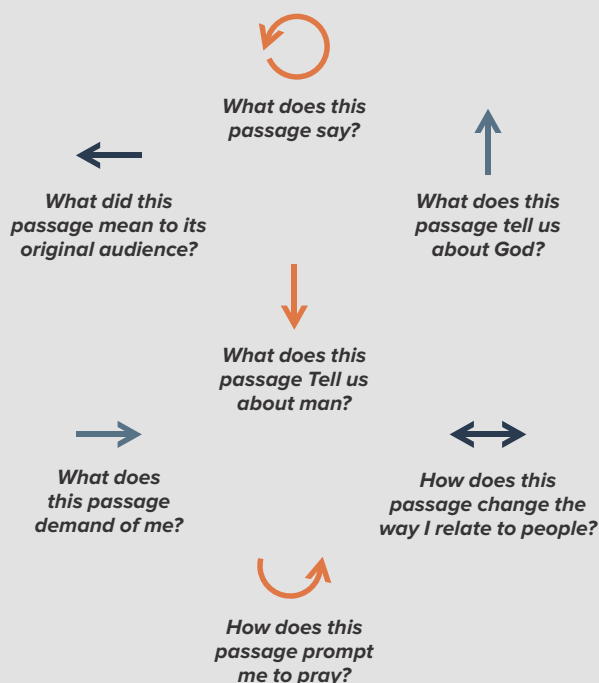 What does this
passage say?
What did this
passage mean to its
original audience?
What does this
passage tell us
about God?
What does this
passage Tell us
about man?
What does
this passage
demand of me?
How does this
passage change the
way I relate to people?
How does this
passage prompt
me to pray?